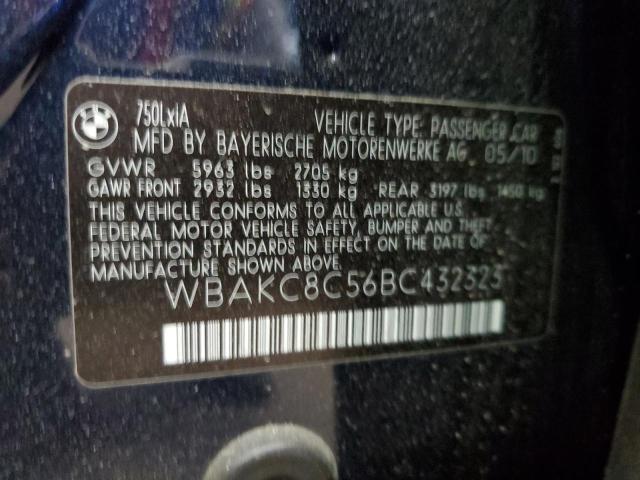 BMW
750LxiA VEHICLE TYPE: PASSENGER CAR
MFD BY BAYERISCHE MOTORENWERKE AG 05/10
GVWR 5963 lbs 2705 kg
GAWR FRONT 2932 lbs 1330 kg REAR 3197 lbs 1450 kg
THIS VEHICLE CONFORMS TO ALL APPLICABLE U.S.
FEDERAL MOTOR VEHICLE SAFETY, BUMPER AND THEFT
PREVENTION STANDARDS IN EFFECT ON THE DATE OF
MANUFACTURE SHOWN ABOVE
WBAKC8C56BC432323